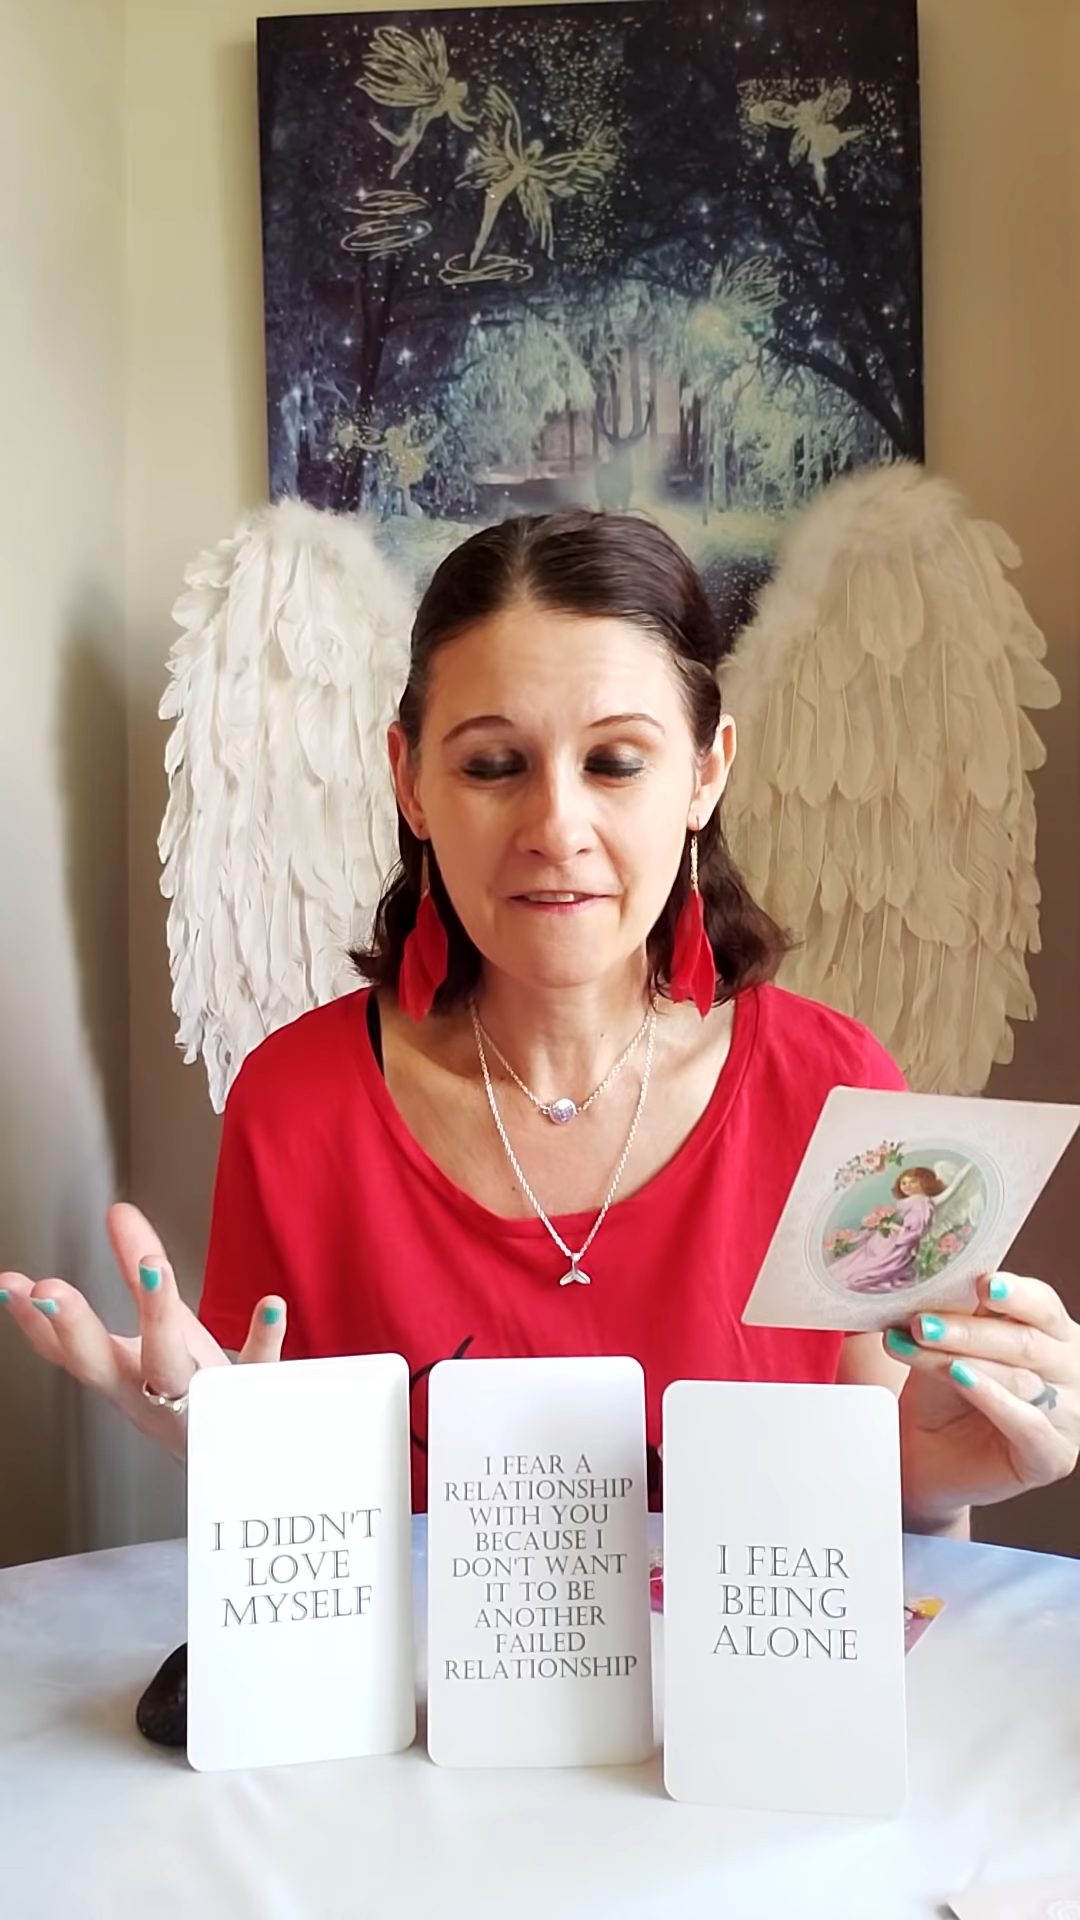 I DIDN'T
LOVE
MYSELF
I FEAR A
RELATIONSHIP
WITH YOU
BECAUSE I
DON'T WANT
IT TO BE
ANOTHER
FAILED
RELATIONSHIP
I FEAR
BEING
ALONE